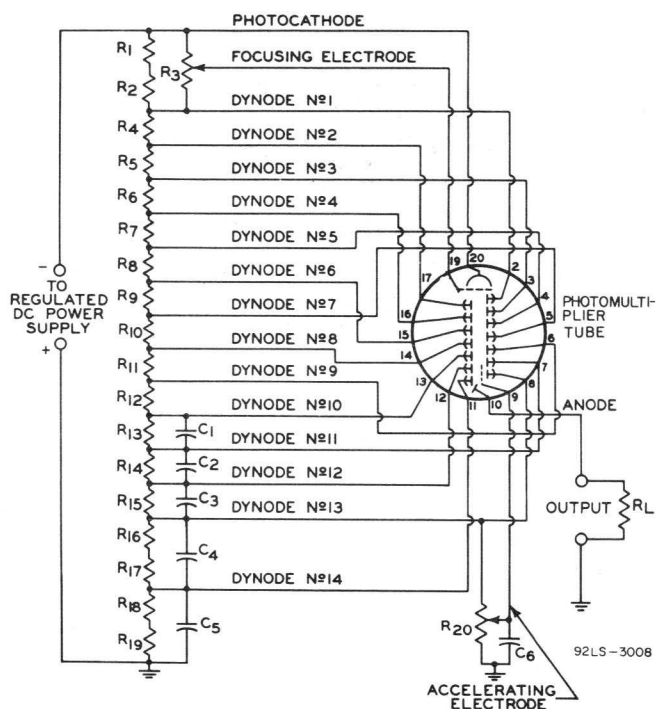 PHOTOCATHODE
R1
R3
FOCUSING ELECTRODE
R2
DYNODE Nº1
R4
DYNODE Nº2
R5
DYNODE Nº3
R6
DYNODE Nº4
R7
DYNODE Nº5
R8
DYNODE Nº6
R9
DYNODE Nº7
R10
DYNODE Nº8
R11
DYNODE Nº9
R12
DYNODE Nº10
R13
C1
DYNODE Nº11
R14
C2
DYNODE Nº12
R15
C3
DYNODE Nº13
R16
C4
R17
DYNODE Nº14
R18
C5
R19
-
TO
REGULATED
DC POWER
SUPPLY
+
19
20
2
3
4
5
6
7
8
9
10
11
12
13
14
15
16
17
PHOTOMULTI-
PLIER
TUBE
ANODE
OUTPUT
RL
R20
C6
92LS-3008
ACCELERATING
ELECTRODE